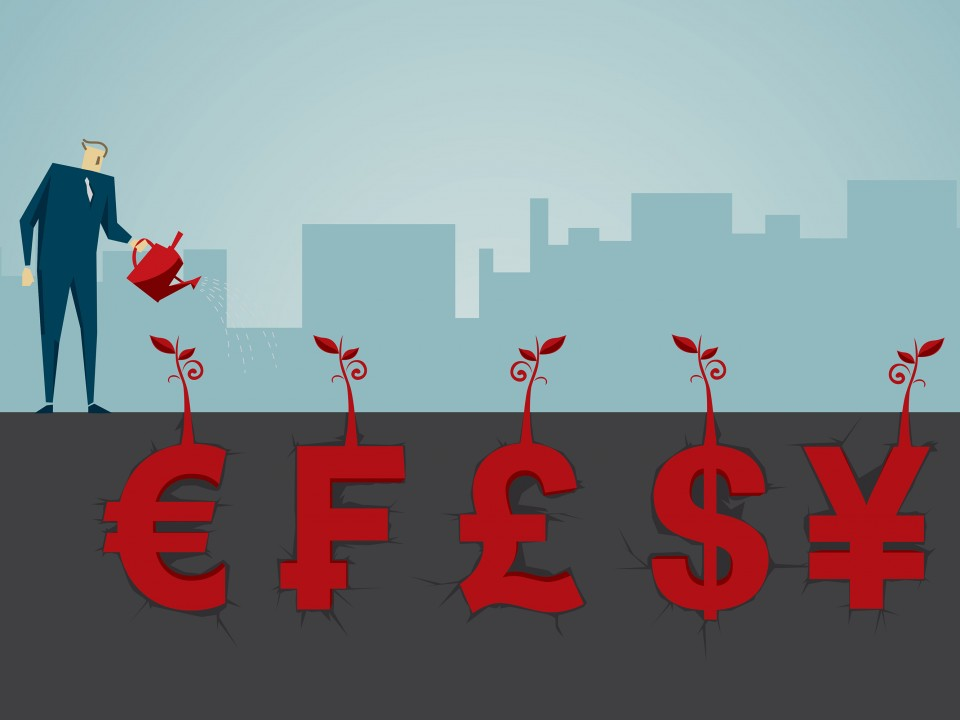 € ₣ £ $ ¥